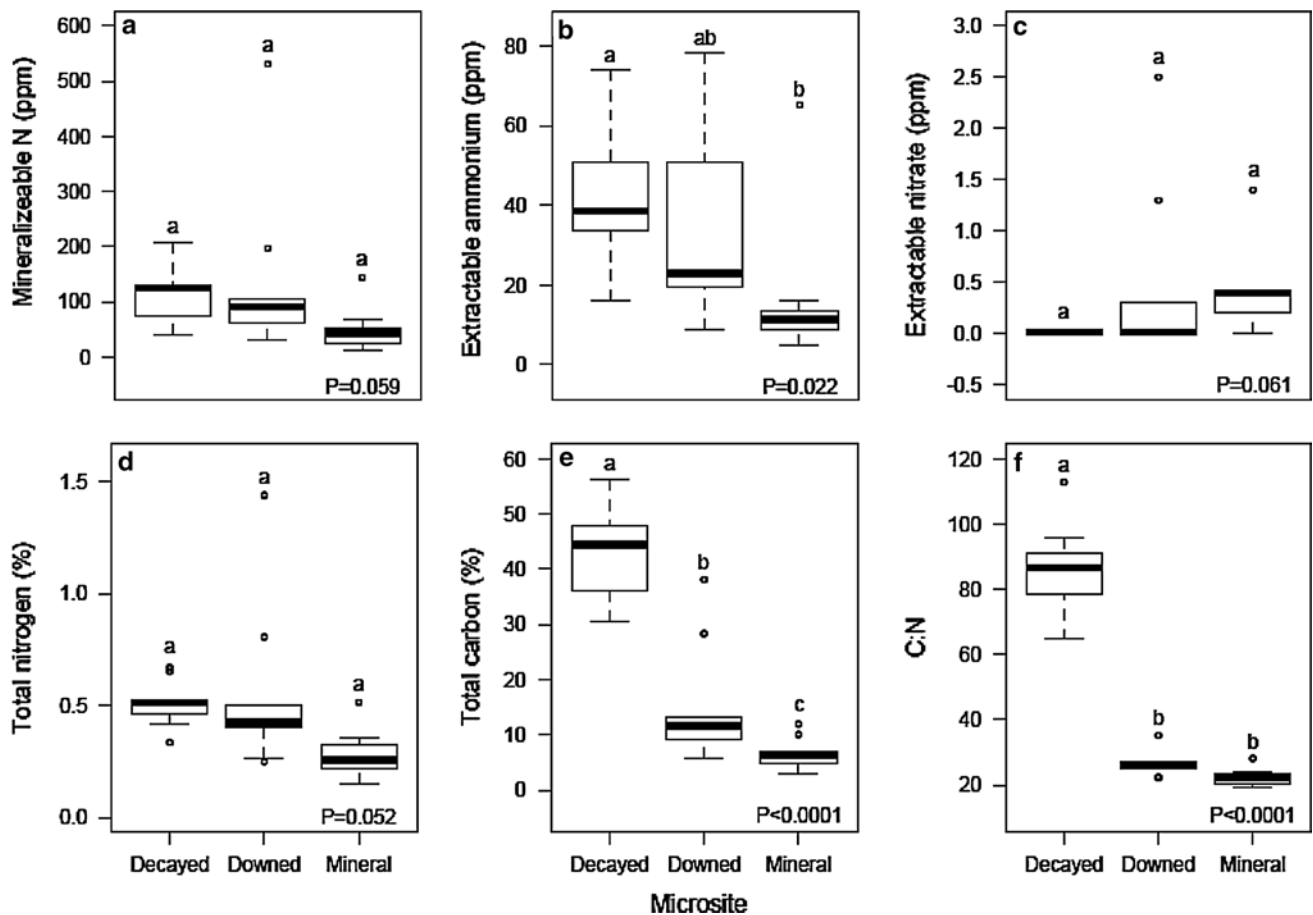 a
Mineralizeable N (ppm)
600
500
400
300
200
100
0
a
a
a
P=0.059
b
Extractable ammonium (ppm)
80
60
40
20
0
a
ab
b
P=0.022
c
Extractable nitrate (ppm)
3.0
2.5
2.0
1.5
1.0
0.5
0.0
-0.5
a
a
a
P=0.061
d
Total nitrogen (%)
1.5
1.0
0.5
0.0
a
a
a
P=0.052
Decayed Downed Mineral
e
Total carbon (%)
60
50
40
30
20
10
0
a
b
c
P<0.0001
Decayed Downed Mineral
f
C:N
120
100
80
60
40
20
a
b
b
P<0.0001
Decayed Downed Mineral
Microsite